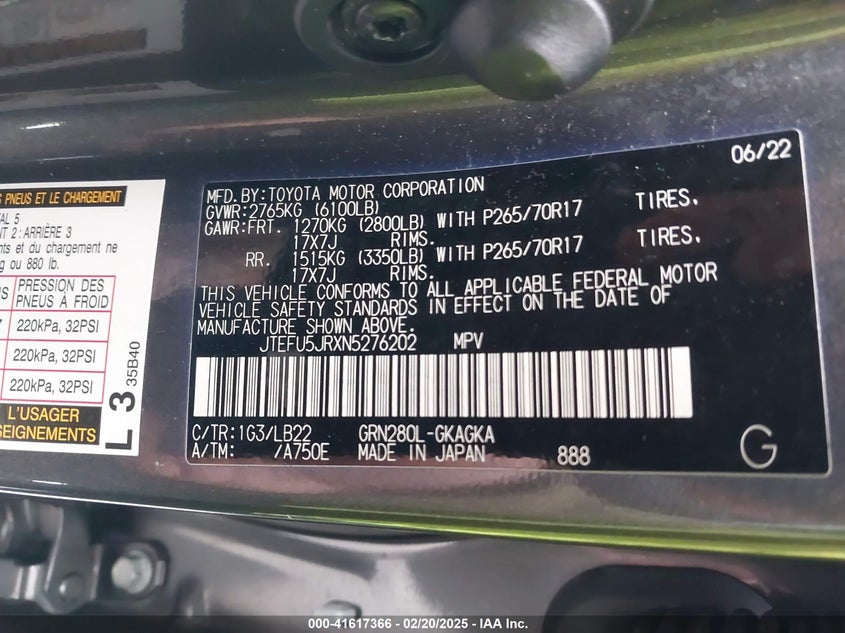 S PNEUS ET LE CHARGEMENT
AL 5
NT 2 : ARRIÈRE 3
ents et du chargement ne
g ou 880 lb.
PRESSION DES
PNEUS À FROID
220kPa, 32PSI
220kPa, 32PSI
220kPa, 32PSI
L'USAGER
SEIGNEMENTS
L 3 35B40
06/22
MFD.BY:TOYOTA MOTOR CORPORATION
GVWR:2765KG (6100LB)
GAWR:FRT. 1270KG (2800LB) WITH P265/70R17 TIRES,
17X7J RIMS.
RR. 1515KG (3350LB) WITH P265/70R17 TIRES,
17X7J RIMS.
THIS VEHICLE CONFORMS TO ALL APPLICABLE FEDERAL MOTOR
VEHICLE SAFETY STANDARDS IN EFFECT ON THE DATE OF
MANUFACTURE SHOWN ABOVE.
JTEFU5JRXN5276202 MPV
C/TR:1G3/LB22 GRN280L-GKAGKA
A/TM: /A750E MADE IN JAPAN 888
G
000-41617366 - 02/20/2025 - IAA Inc.